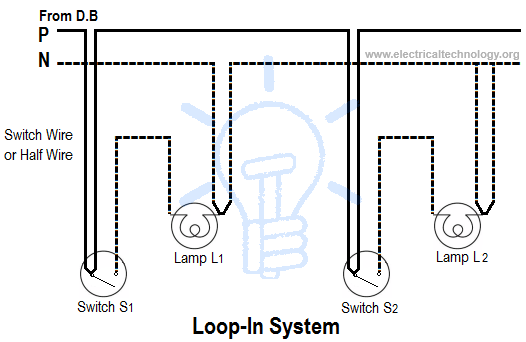 From D.B
P
www.electricaltechnology.org
N
Switch Wire
or Half Wire
Lamp L1
Lamp L2
Switch S1
Switch S2
Loop-In System